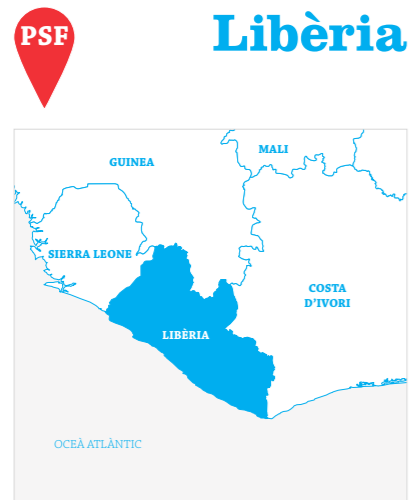 PSF
Libèria
MALI
GUINEA
SIERRA LEONE
COSTA
D'IVORI
LIBÈRIA
OCEÀ ATLÀNTIC